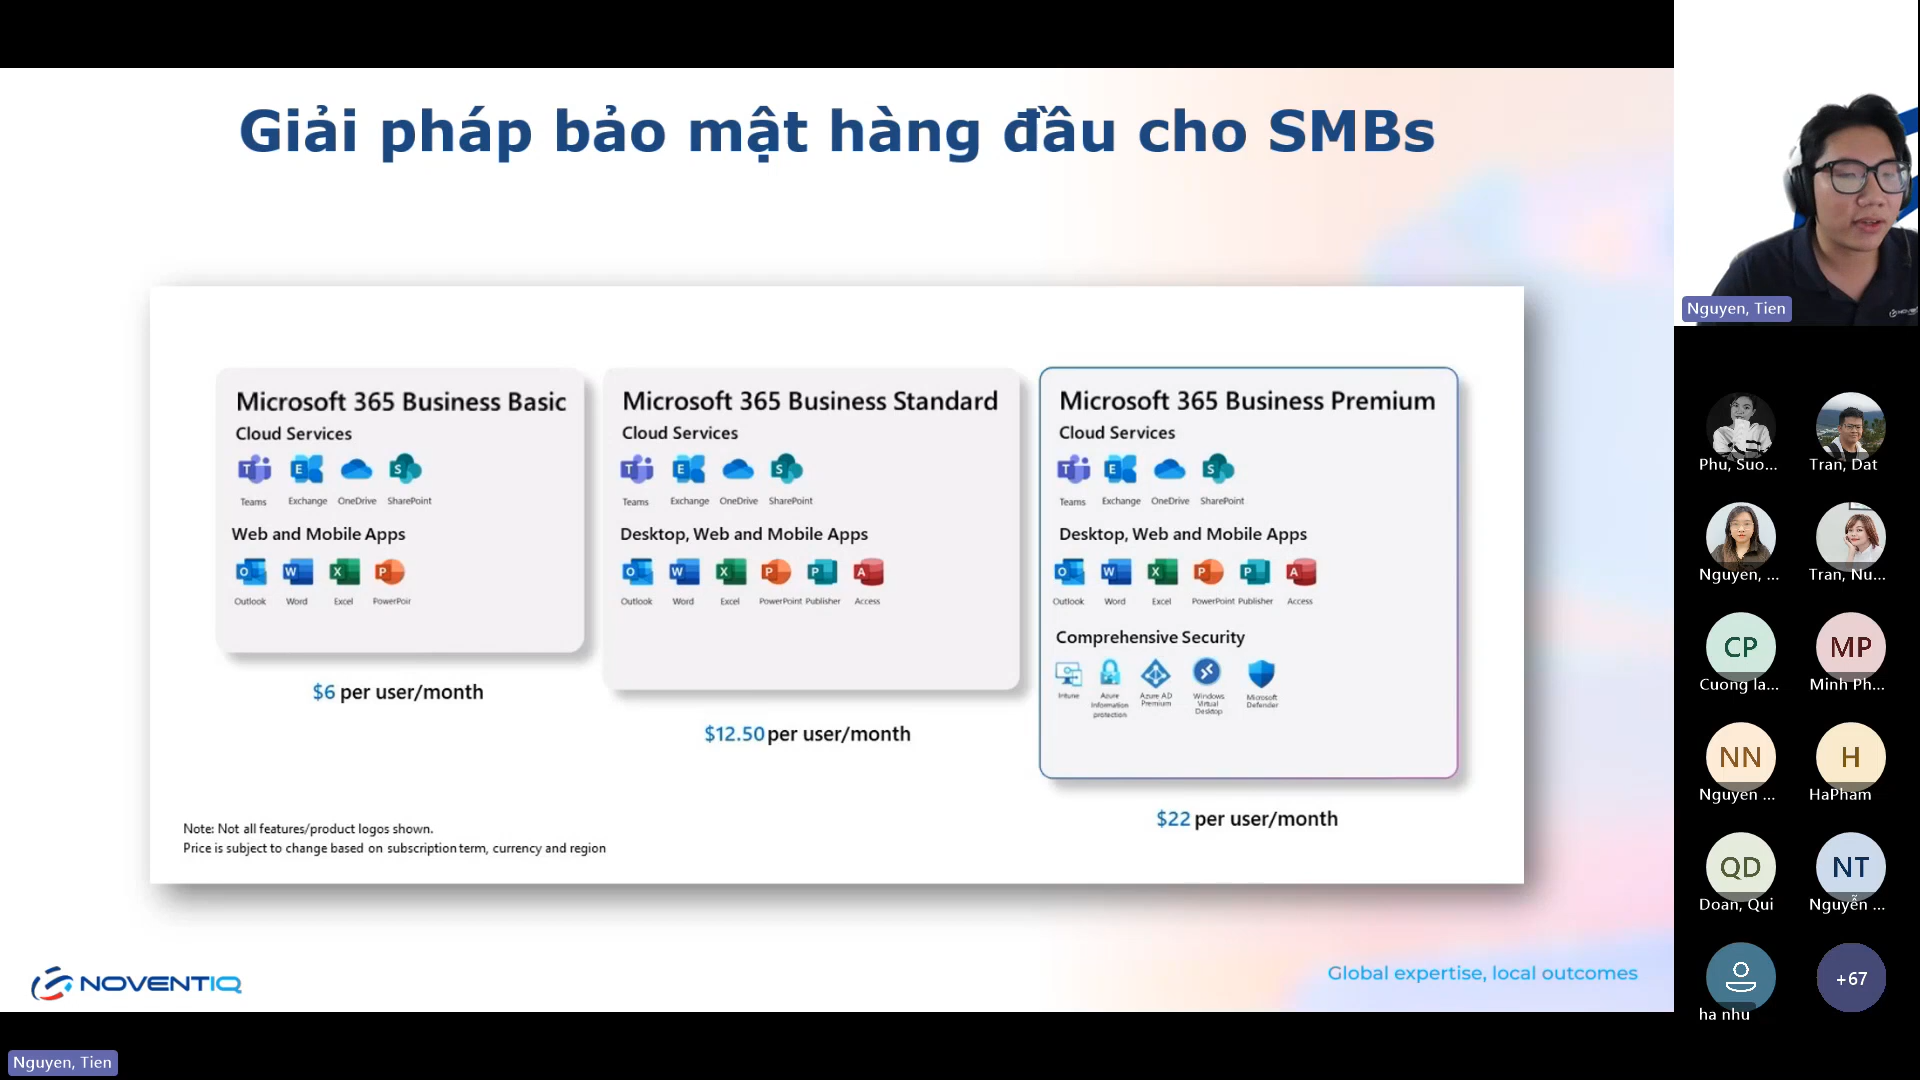 Giải pháp bảo mật hàng đầu cho SMBs
Microsoft 365 Business Basic
Cloud Services
Teams Exchange OneDrive SharePoint
Web and Mobile Apps
Outlook Word Excel PowerPoir
$6 per user/month
Microsoft 365 Business Standard
Cloud Services
Teams Exchange OneDrive SharePoint
Desktop, Web and Mobile Apps
Outlook Word Excel PowerPoint Publisher Access
$12.50 per user/month
Microsoft 365 Business Premium
Cloud Services
Teams Exchange OneDrive SharePoint
Desktop, Web and Mobile Apps
Outlook Word Excel PowerPoint Publisher Access
Comprehensive Security
Intune
Azure Information protection
Azure AD Premium
Windows Virtual Desktop
Microsoft Defender
$22 per user/month
Note: Not all features/product logos shown.
Price is subject to change based on subscription term, currency and region
NOVENTIQ
Global expertise, local outcomes
Nguyen, Tien
Nguyen, Tien
Phu, Suo...
Tran, Dat
Nguyen, ...
Tran, Nu...
CP
Cuong la...
MP
Minh Ph...
NN
Nguyen ...
H
HaPham
QD
Doan, Qui
NT
Nguyễn ...
ha nhu
+67